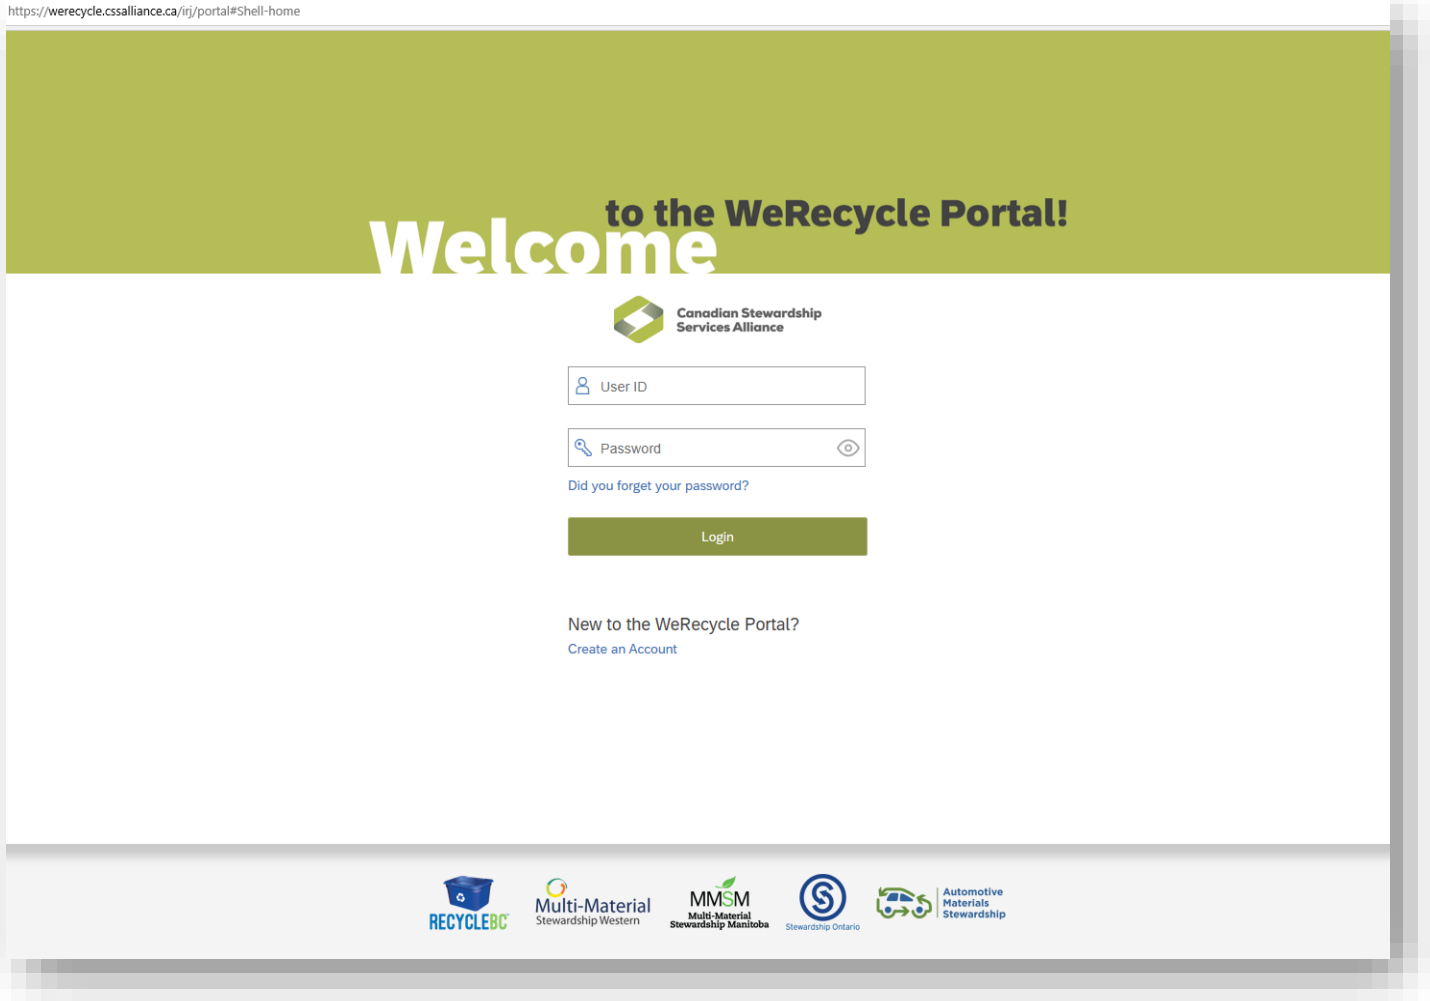 https://werecycle.cssalliance.ca/irj/portal#Shell-home
Welcome to the WeRecycle Portal!
Canadian Stewardship
Services Alliance
User ID
Password
Did you forget your password?
Login
New to the WeRecycle Portal?
Create an Account
RECYCLEBC
Multi-Material
Stewardship Western
MMSM
Multi-Material
Stewardship Manitoba
S
Stewardship Ontario
Automotive
Materials
Stewardship